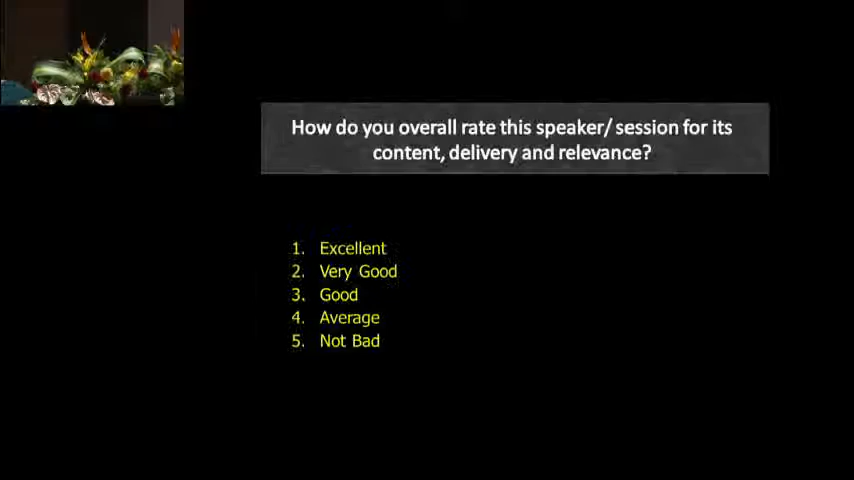 How do you overall rate this speaker/ session for its
content, delivery and relevance?
1. Excellent
2. Very Good
3. Good
4. Average
5. Not Bad